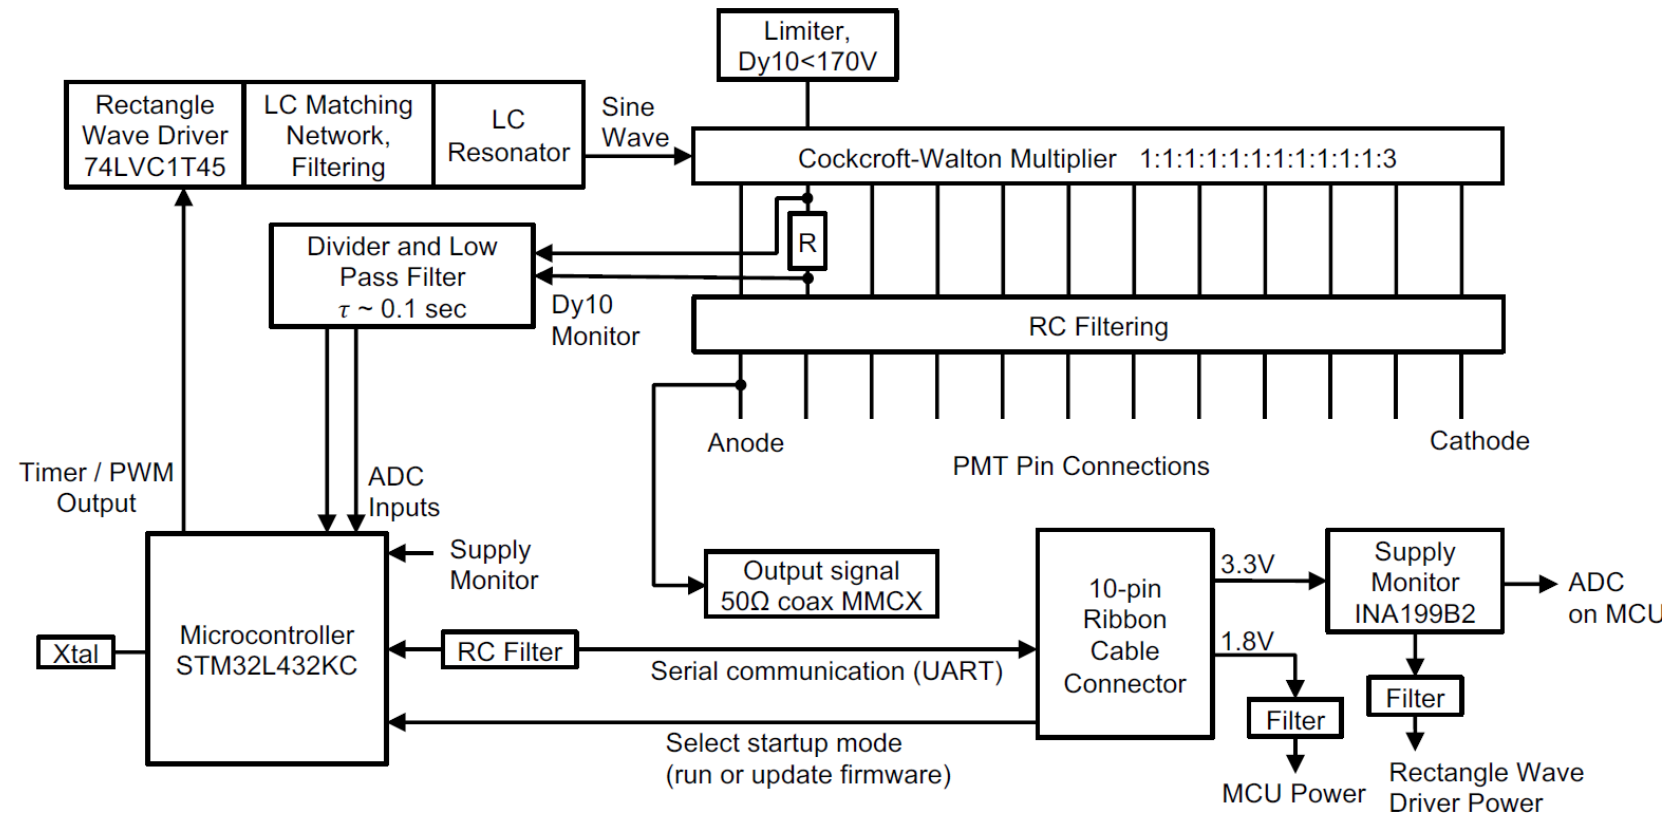 Limiter,
Dy10<170V
Rectangle
Wave Driver
74LVC1T45
LC Matching
Network,
Filtering
LC
Resonator
Sine
Wave
Cockcroft-Walton Multiplier 1:1:1:1:1:1:1:1:1:1:1:3
Divider and Low
Pass Filter
τ ~ 0.1 sec
R
Dy10
Monitor
RC Filtering
Anode
Cathode
PMT Pin Connections
Timer / PWM
Output
ADC
Inputs
Supply
Monitor
Output signal
50Ω coax MMCX
10-pin
Ribbon
Cable
Connector
3.3V
1.8V
Supply
Monitor
INA199B2
ADC
on MCU
Xtal
Microcontroller
STM32L432KC
RC Filter
Serial communication (UART)
Filter
Filter
Select startup mode
(run or update firmware)
MCU Power
Rectangle Wave
Driver Power